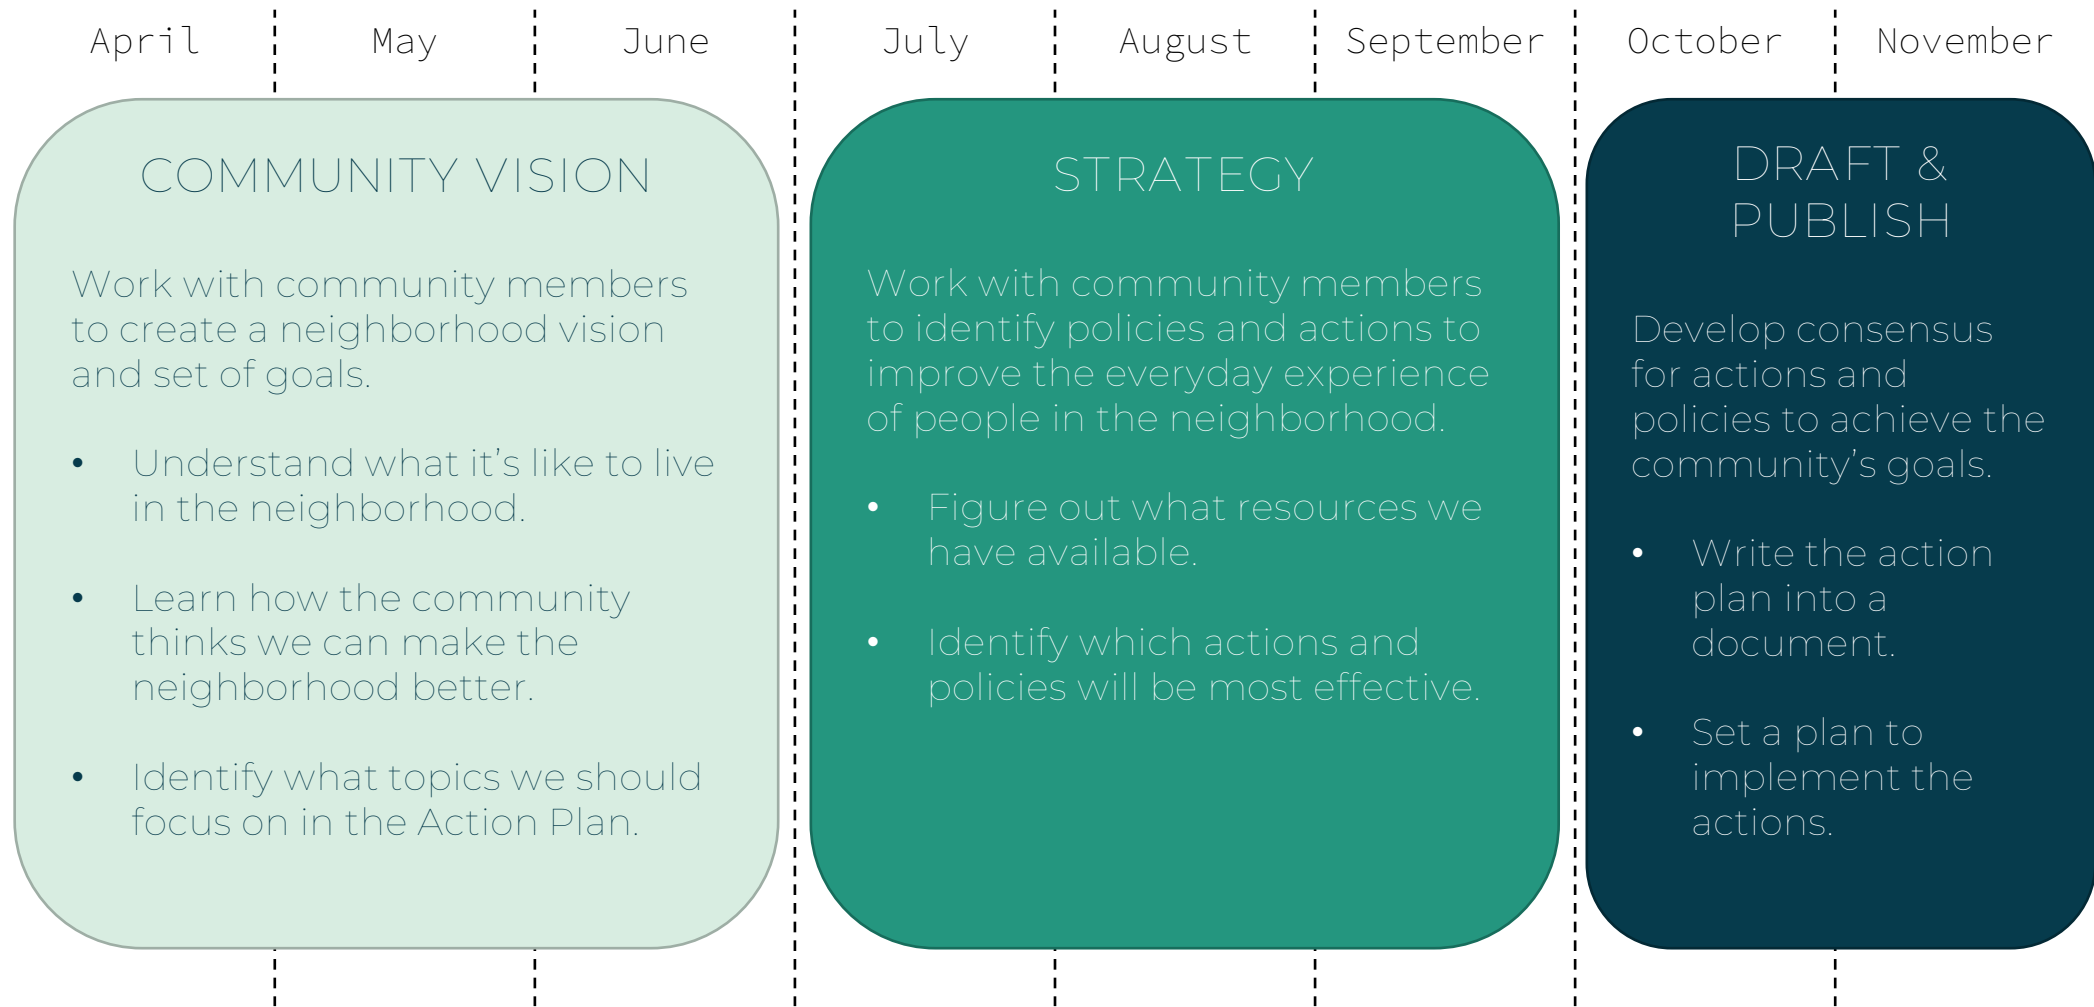 April May June July August September October November
COMMUNITY VISION
Work with community members
to create a neighborhood vision
and set of goals.
• Understand what it's like to live
in the neighborhood.
• Learn how the community
thinks we can make the
neighborhood better.
• Identify what topics we should
focus on in the Action Plan.
STRATEGY
Work with community members
to identify policies and actions to
improve the everyday experience
of people in the neighborhood.
• Figure out what resources we
have available.
• Identify which actions and
policies will be most effective.
DRAFT &
PUBLISH
Develop consensus
for actions and
policies to achieve the
community's goals.
• Write the action
plan into a
document.
• Set a plan to
implement the
actions.